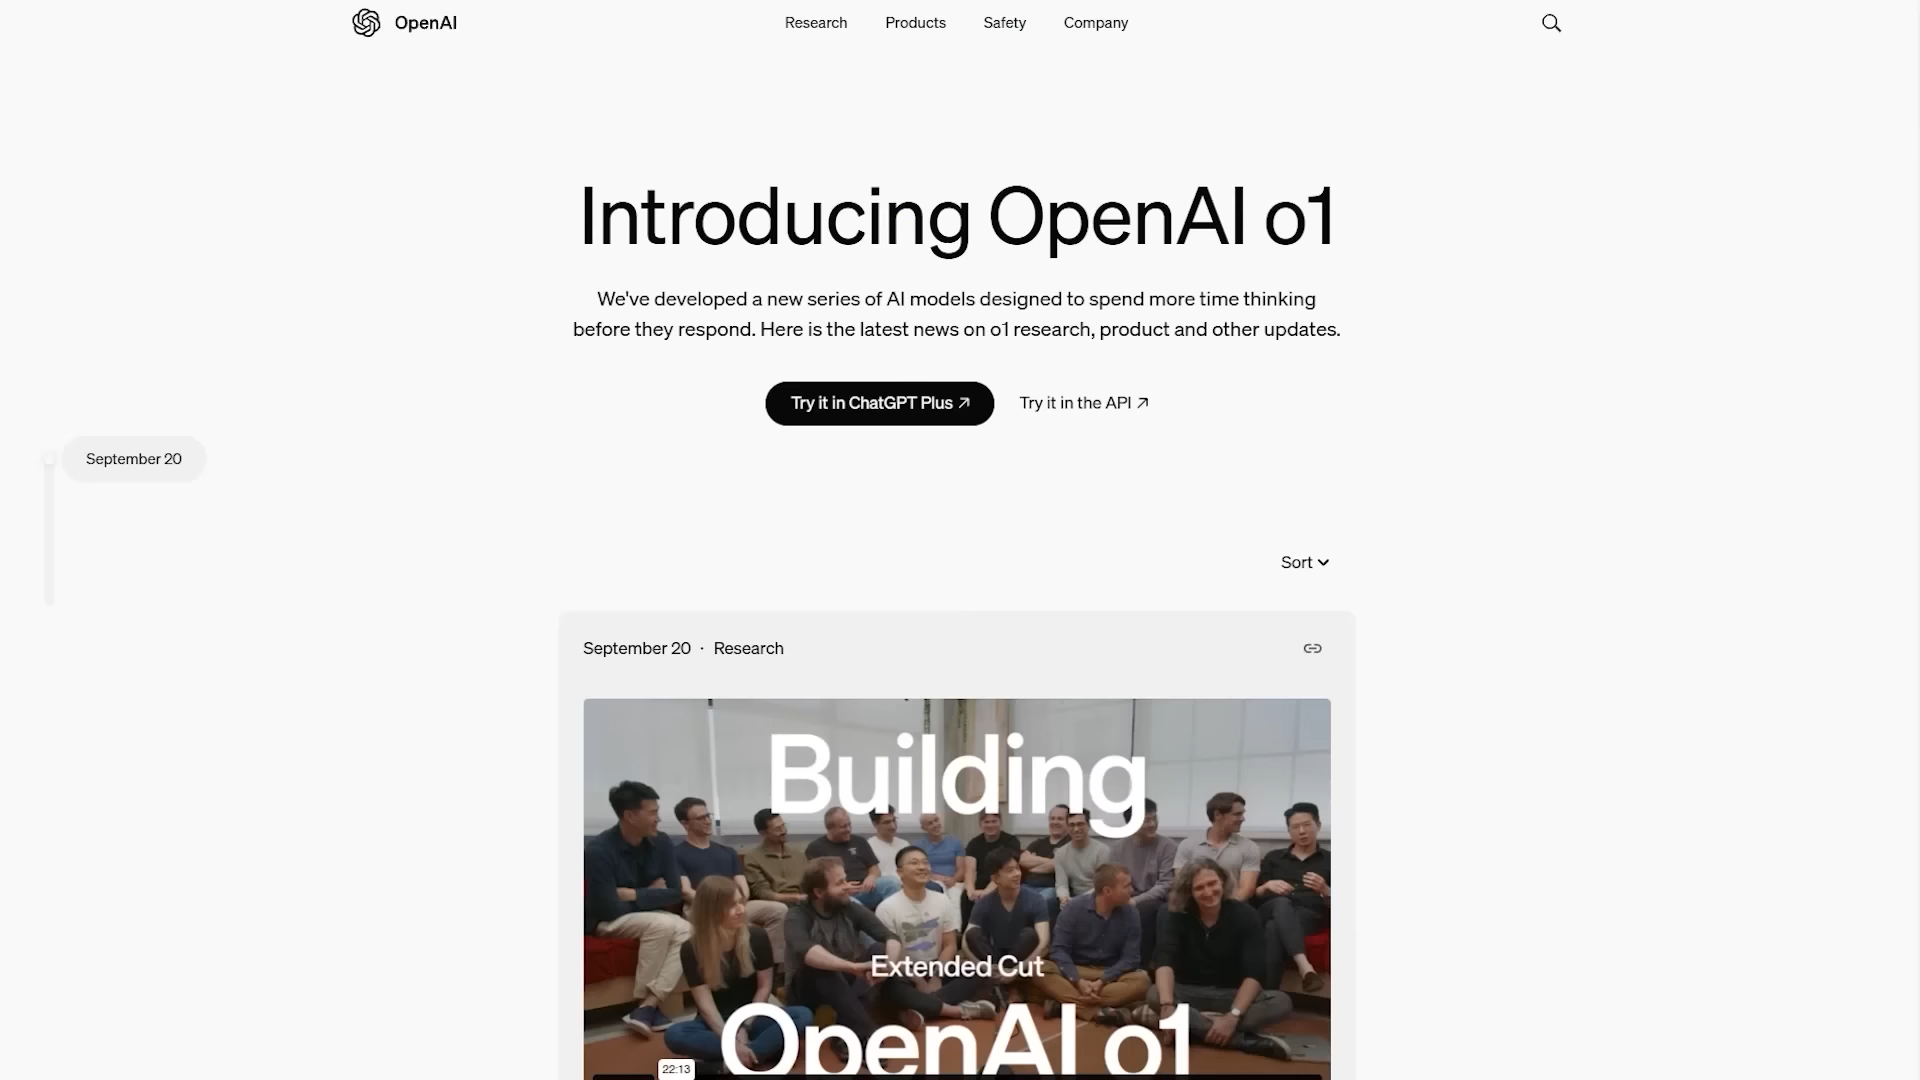 OpenAI
Research Products Safety Company
Introducing OpenAI o1
We've developed a new series of AI models designed to spend more time thinking
before they respond. Here is the latest news on o1 research, product and other updates.
Try it in ChatGPT Plus ↗ Try it in the API ↗
September 20
Sort
September 20 · Research
Building
Extended Cut
OpenAI o1
22:13